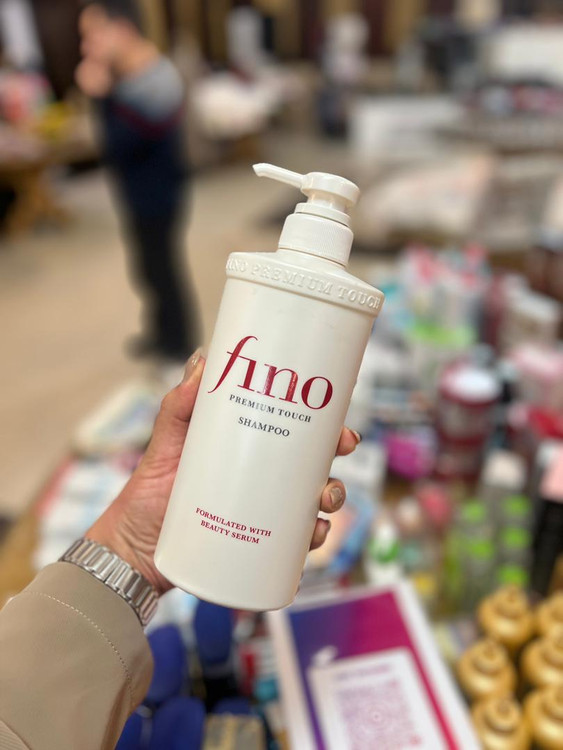 FINO PREMIUM TOUCH
fino
PREMIUM TOUCH
SHAMPOO
FORMULATED WITH
BEAUTY SERUM